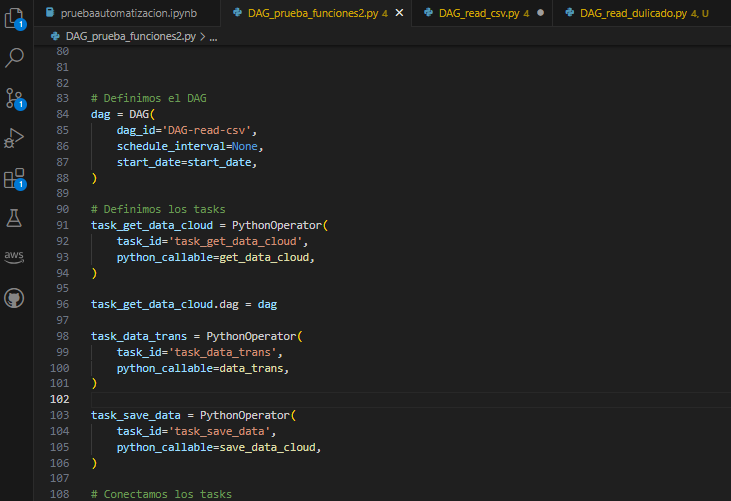 pruebaautomatizacion.ipynb DAG_prueba_funciones2.py 4 × DAG_read_csv.py 4 ● DAG_read_dulicado.py 4, U
DAG_prueba_funciones2.py > ...
80
81
82
83 # Definimos el DAG
84 dag = DAG(
85     dag_id='DAG-read-csv',
86     schedule_interval=None,
87     start_date=start_date,
88 )
89
90 # Definimos los tasks
91 task_get_data_cloud = PythonOperator(
92     task_id='task_get_data_cloud',
93     python_callable=get_data_cloud,
94 )
95
96 task_get_data_cloud.dag = dag
97
98 task_data_trans = PythonOperator(
99     task_id='task_data_trans',
100     python_callable=data_trans,
101 )
102
103 task_save_data = PythonOperator(
104     task_id='task_save_data',
105     python_callable=save_data_cloud,
106 )
107
108 # Conectamos los tasks
1
1
1
aws